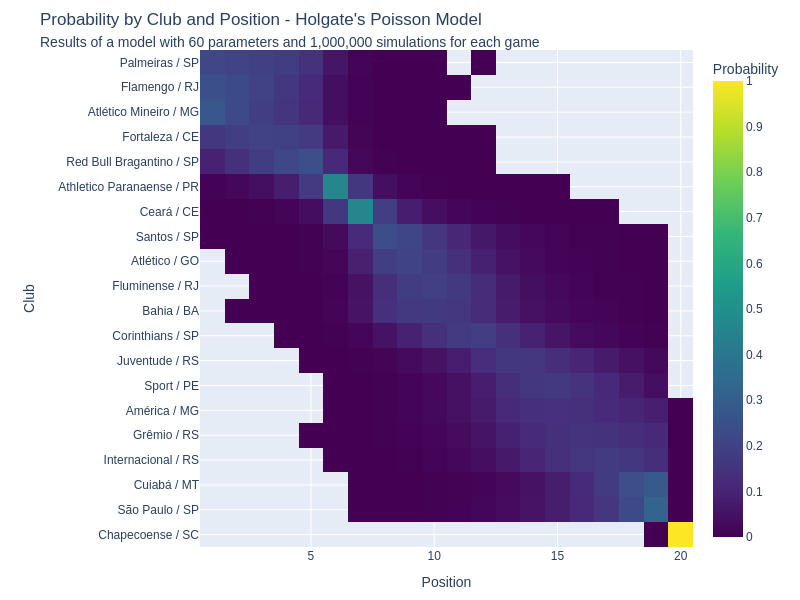 Probability by Club and Position - Holgate's Poisson Model
Results of a model with 60 parameters and 1,000,000 simulations for each game
Club
Palmeiras / SP
Flamengo / RJ
Atlético Mineiro / MG
Fortaleza / CE
Red Bull Bragantino / SP
Athletico Paranaense / PR
Ceará / CE
Santos / SP
Atlético / GO
Fluminense / RJ
Bahia / BA
Corinthians / SP
Juventude / RS
Sport / PE
América / MG
Grêmio / RS
Internacional / RS
Cuiabá / MT
São Paulo / SP
Chapecoense / SC
5 10 15 20
Position
Probability
1
0.9
0.8
0.7
0.6
0.5
0.4
0.3
0.2
0.1
0